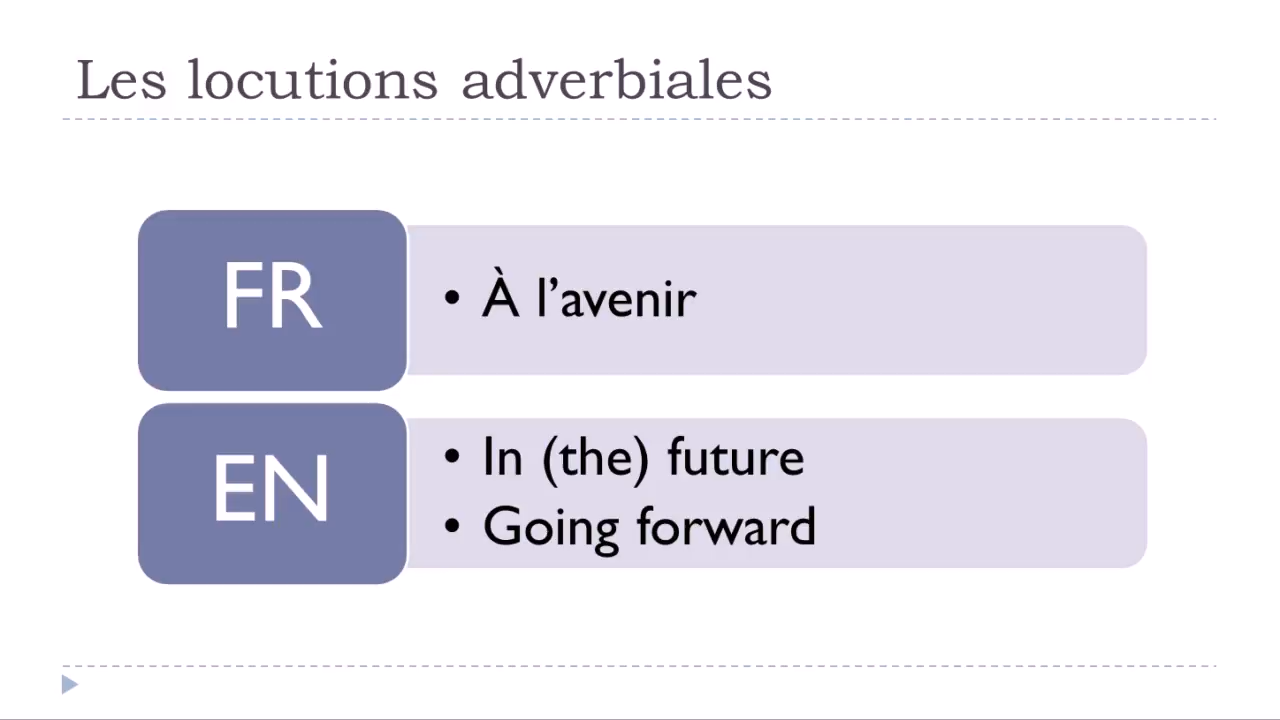 Les locutions adverbiales
FR
• À l’avenir
EN
• In (the) future
• Going forward